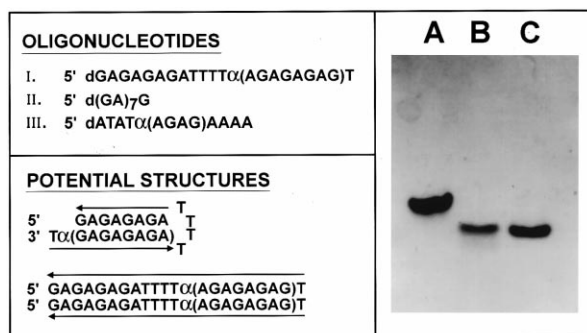 OLIGONUCLEOTIDES
I. 5' dGAGAGAGATTTTα(AGAGAGAG)T
II. 5' d(GA)₇G
III. 5' dATATα(AGAG)AAAA
POTENTIAL STRUCTURES
T
5' GAGAGAGA T
3' Tα(GAGAGAGA) T
T
5' GAGAGAGATTTTα(AGAGAGAG)T
5' GAGAGAGATTTTα(AGAGAGAG)T
A B C